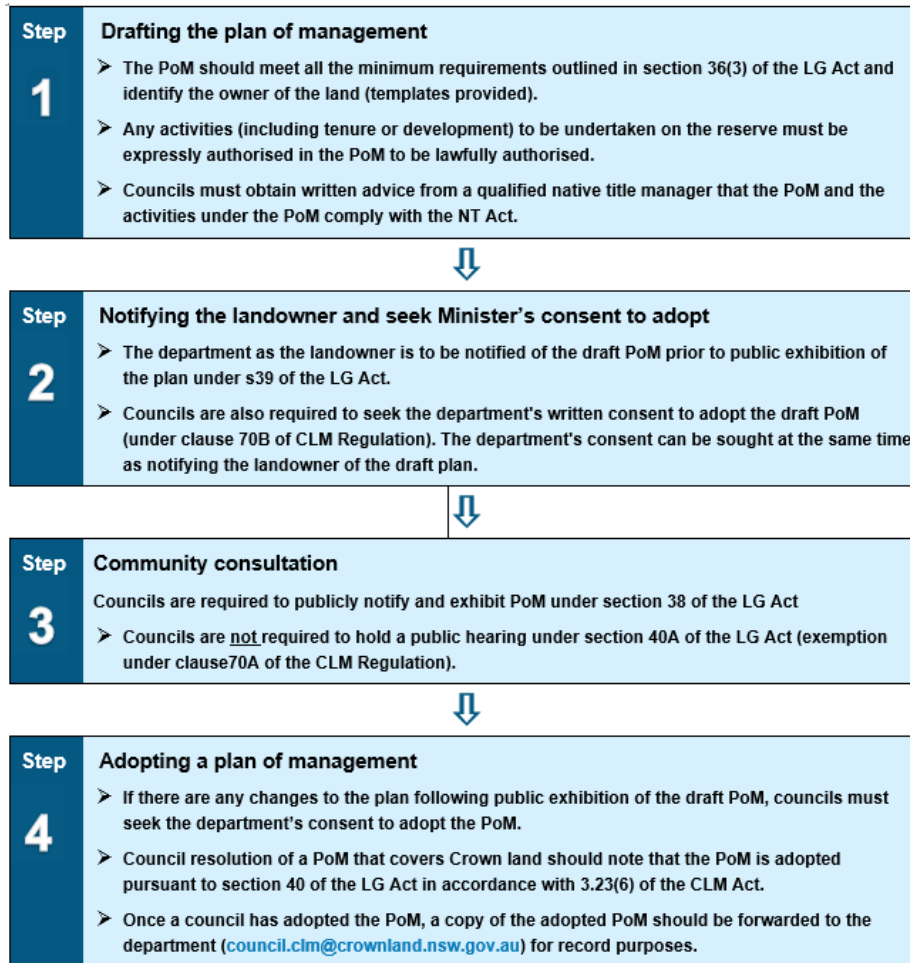 Step
1
Drafting the plan of management
➤ The PoM should meet all the minimum requirements outlined in section 36(3) of the LG Act and
identify the owner of the land (templates provided).
➤ Any activities (including tenure or development) to be undertaken on the reserve must be
expressly authorised in the PoM to be lawfully authorised.
➤ Councils must obtain written advice from a qualified native title manager that the PoM and the
activities under the PoM comply with the NT Act.
Step
2
Notifying the landowner and seek Minister's consent to adopt
➤ The department as the landowner is to be notified of the draft PoM prior to public exhibition of
the plan under s39 of the LG Act.
➤ Councils are also required to seek the department's written consent to adopt the draft PoM
(under clause 70B of CLM Regulation). The department's consent can be sought at the same time
as notifying the landowner of the draft plan.
Step
3
Community consultation
Councils are required to publicly notify and exhibit PoM under section 38 of the LG Act
➤ Councils are not required to hold a public hearing under section 40A of the LG Act (exemption
under clause70A of the CLM Regulation).
Step
4
Adopting a plan of management
➤ If there are any changes to the plan following public exhibition of the draft PoM, councils must
seek the department's consent to adopt the PoM.
➤ Council resolution of a PoM that covers Crown land should note that the PoM is adopted
pursuant to section 40 of the LG Act in accordance with 3.23(6) of the CLM Act.
➤ Once a council has adopted the PoM, a copy of the adopted PoM should be forwarded to the
department (council.clm@crownland.nsw.gov.au) for record purposes.